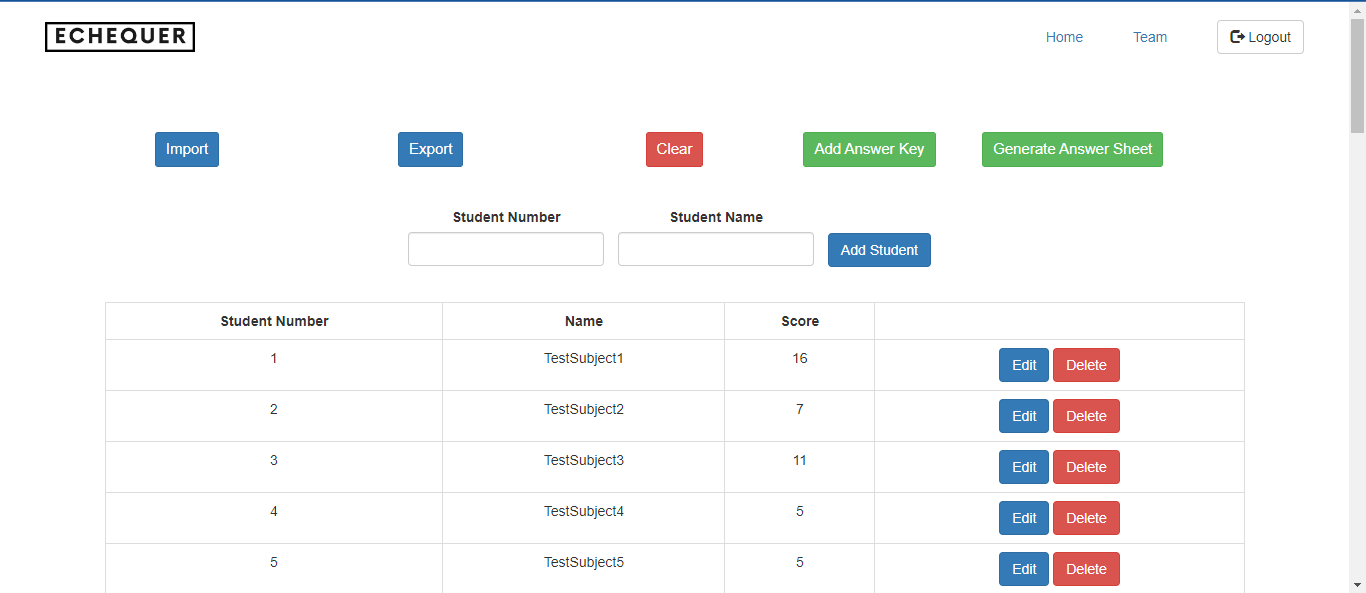 ECHEQUER
Home Team Logout
Import Export Clear Add Answer Key Generate Answer Sheet
Student Number Student Name
Add Student
Student Number Name Score
1 TestSubject1 16 Edit Delete
2 TestSubject2 7 Edit Delete
3 TestSubject3 11 Edit Delete
4 TestSubject4 5 Edit Delete
5 TestSubject5 5 Edit Delete